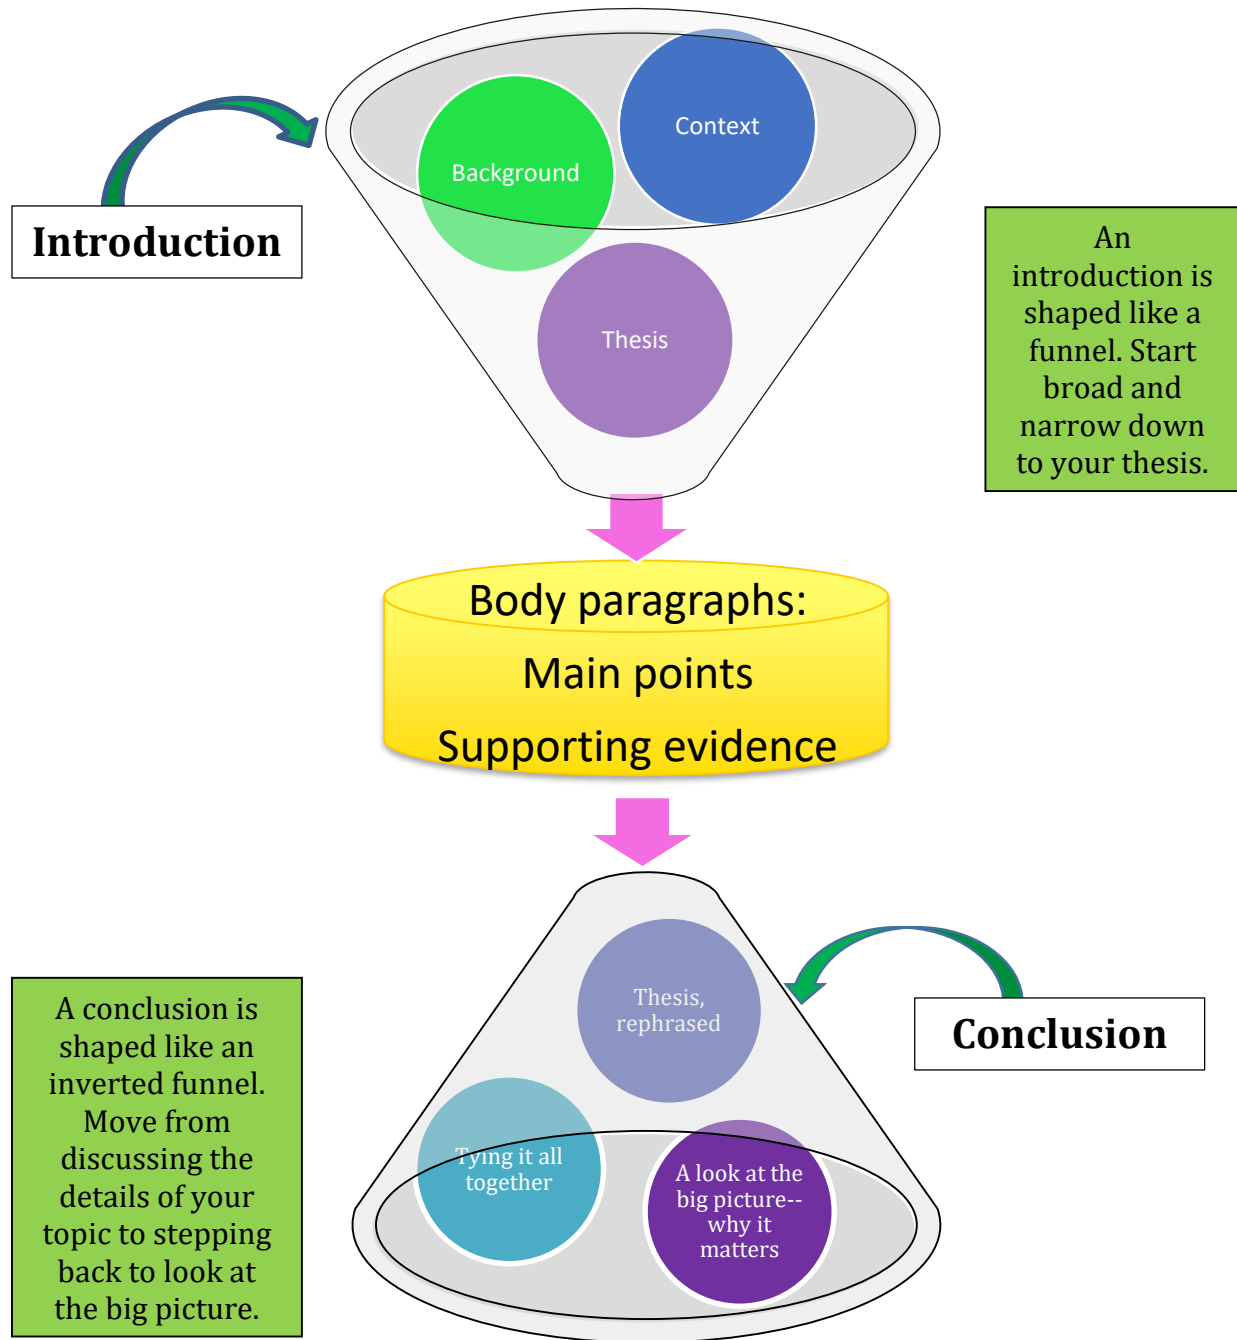 Context
Background
Introduction
Thesis
An
introduction is
shaped like a
funnel. Start
broad and
narrow down
to your thesis.
Body paragraphs:
Main points
Supporting evidence
Thesis,
rephrased
Conclusion
A conclusion is
shaped like an
inverted funnel.
Move from
discussing the
details of your
topic to stepping
back to look at
the big picture.
Tying it all
together
A look at the
big picture--
why it
matters